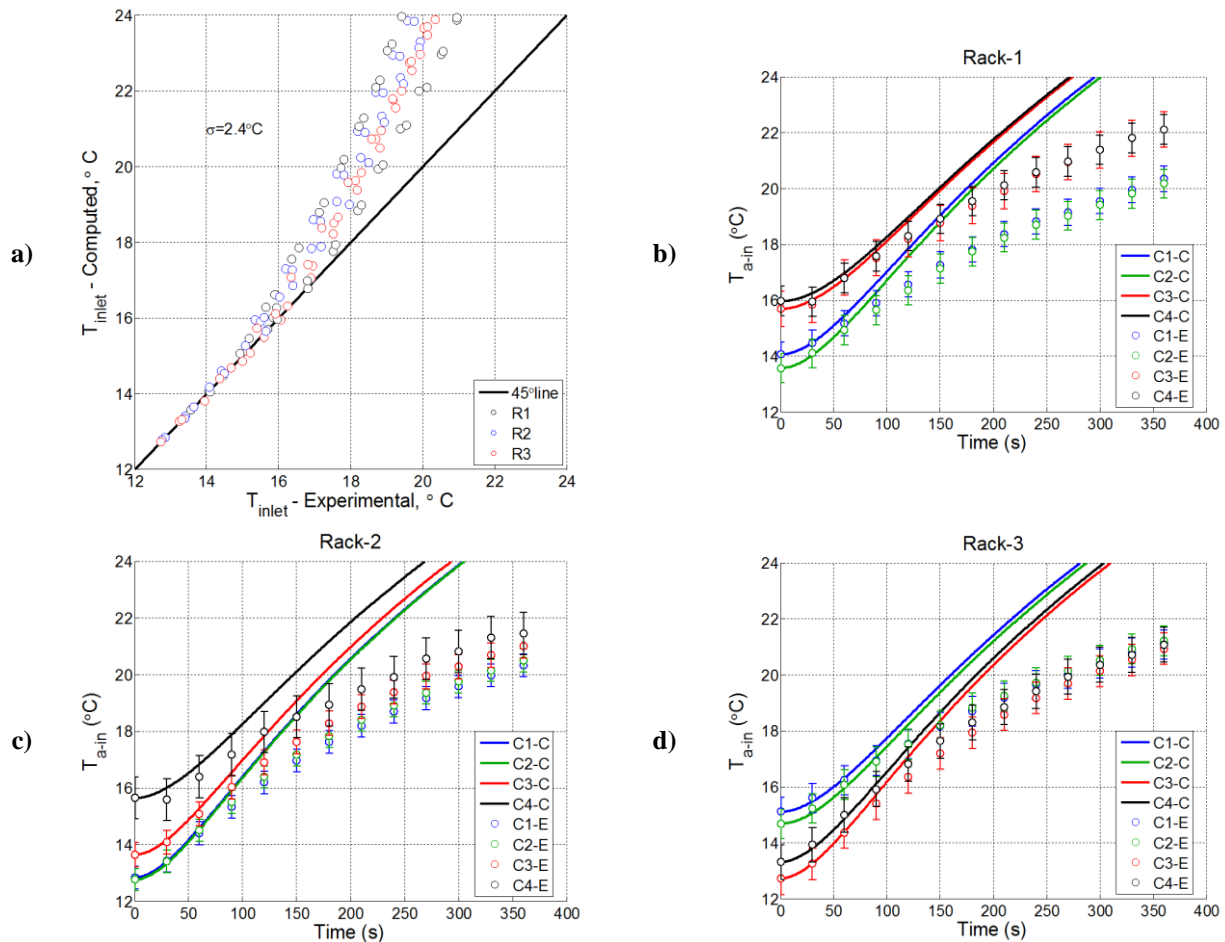 a)
24
22
20
18
16
14
12
T_inlet - Computed, °C
σ=2.4°C
45°line
R1
R2
R3
12 14 16 18 20 22 24
T_inlet - Experimental, °C
b)
Rack-1
24
22
20
18
16
14
12
T_a-in (°C)
C1-C
C2-C
C3-C
C4-C
C1-E
C2-E
C3-E
C4-E
0 50 100 150 200 250 300 350 400
Time (s)
c)
Rack-2
24
22
20
18
16
14
12
T_a-in (°C)
C1-C
C2-C
C3-C
C4-C
C1-E
C2-E
C3-E
C4-E
0 50 100 150 200 250 300 350 400
Time (s)
d)
Rack-3
24
22
20
18
16
14
12
T_a-in (°C)
C1-C
C2-C
C3-C
C4-C
C1-E
C2-E
C3-E
C4-E
0 50 100 150 200 250 300 350 400
Time (s)